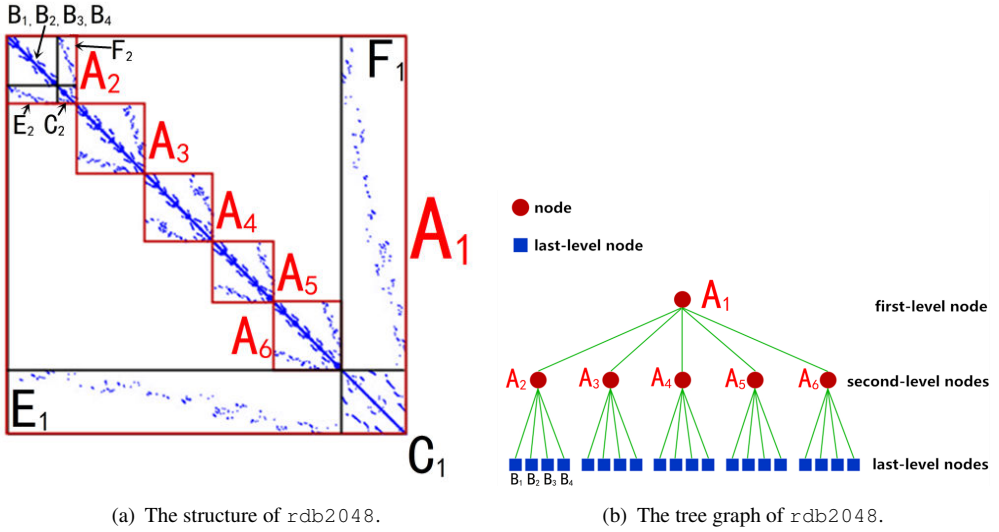 B₁, B₂, B₃, B₄
F₂
F₁
A₂
E₂ C₂
A₃
A₄
A₁
A₅
A₆
E₁
C₁
(a) The structure of rdb2048.
node
last-level node
A₁
first-level node
A₂ A₃ A₄ A₅ A₆ second-level nodes
last-level nodes
B₁ B₂ B₃ B₄
(b) The tree graph of rdb2048.